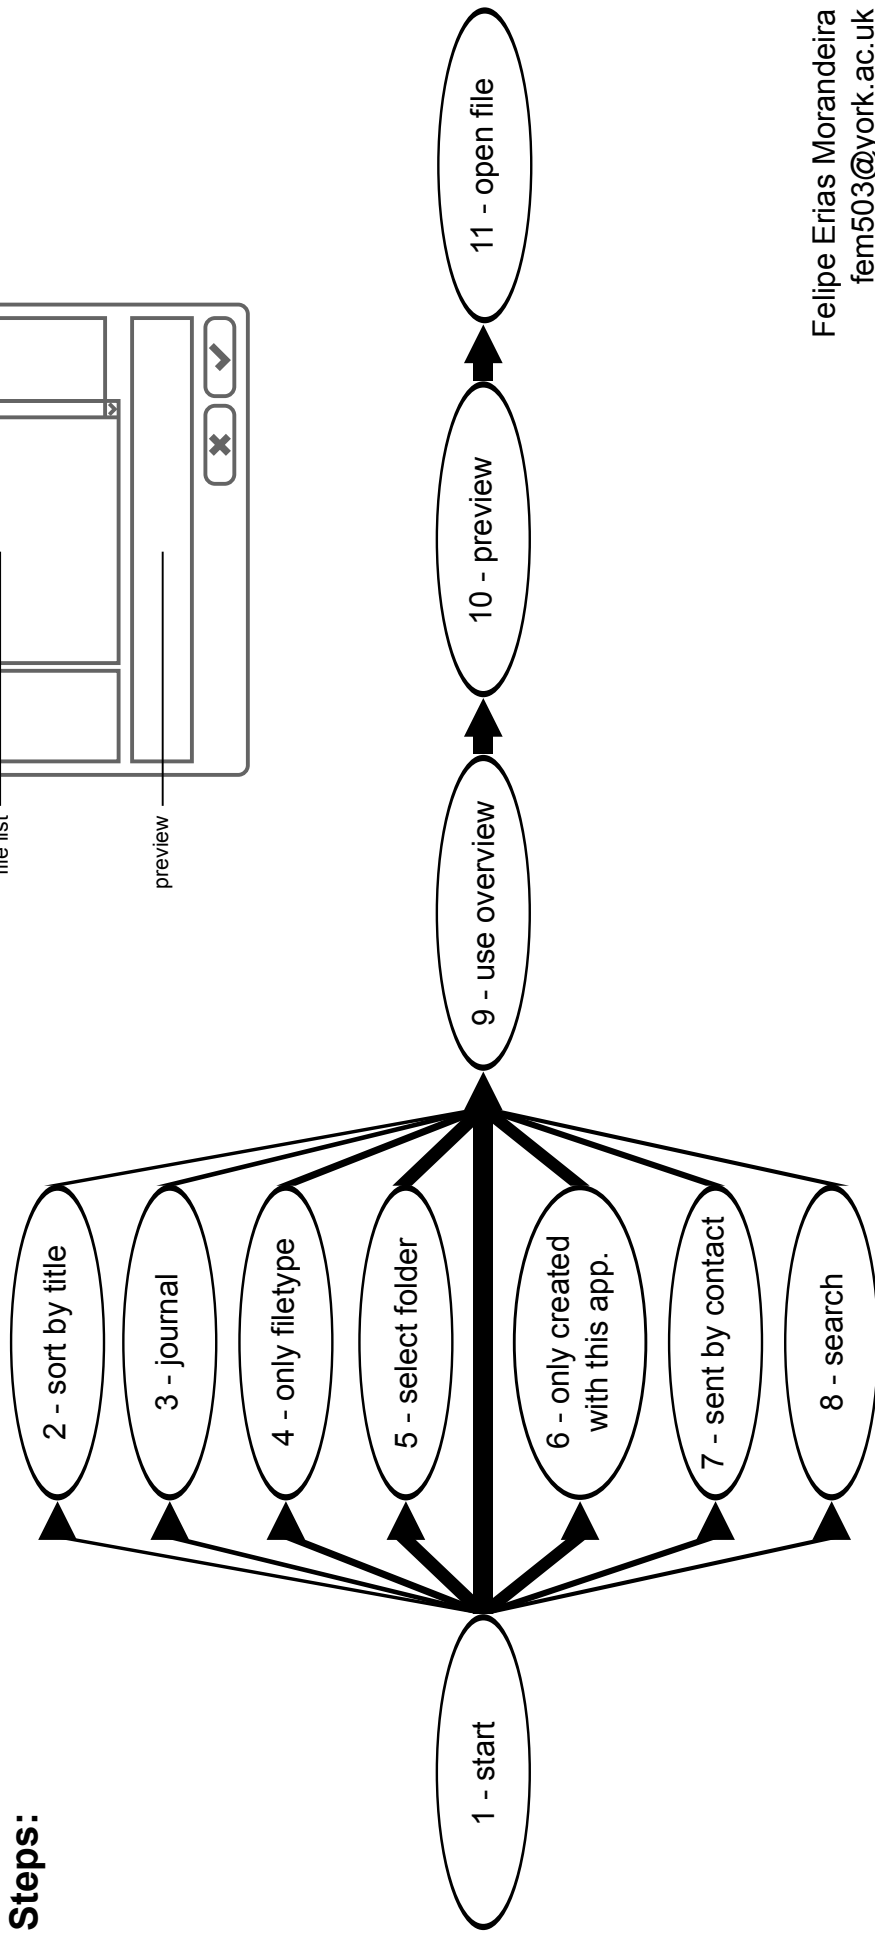 Steps:
file list
preview
1 - start
2 - sort by title
3 - journal
4 - only filetype
5 - select folder
6 - only created
with this app.
7 - sent by contact
8 - search
9 - use overview
10 - preview
11 - open file
Felipe Erias Morandeira
fem503@york.ac.uk